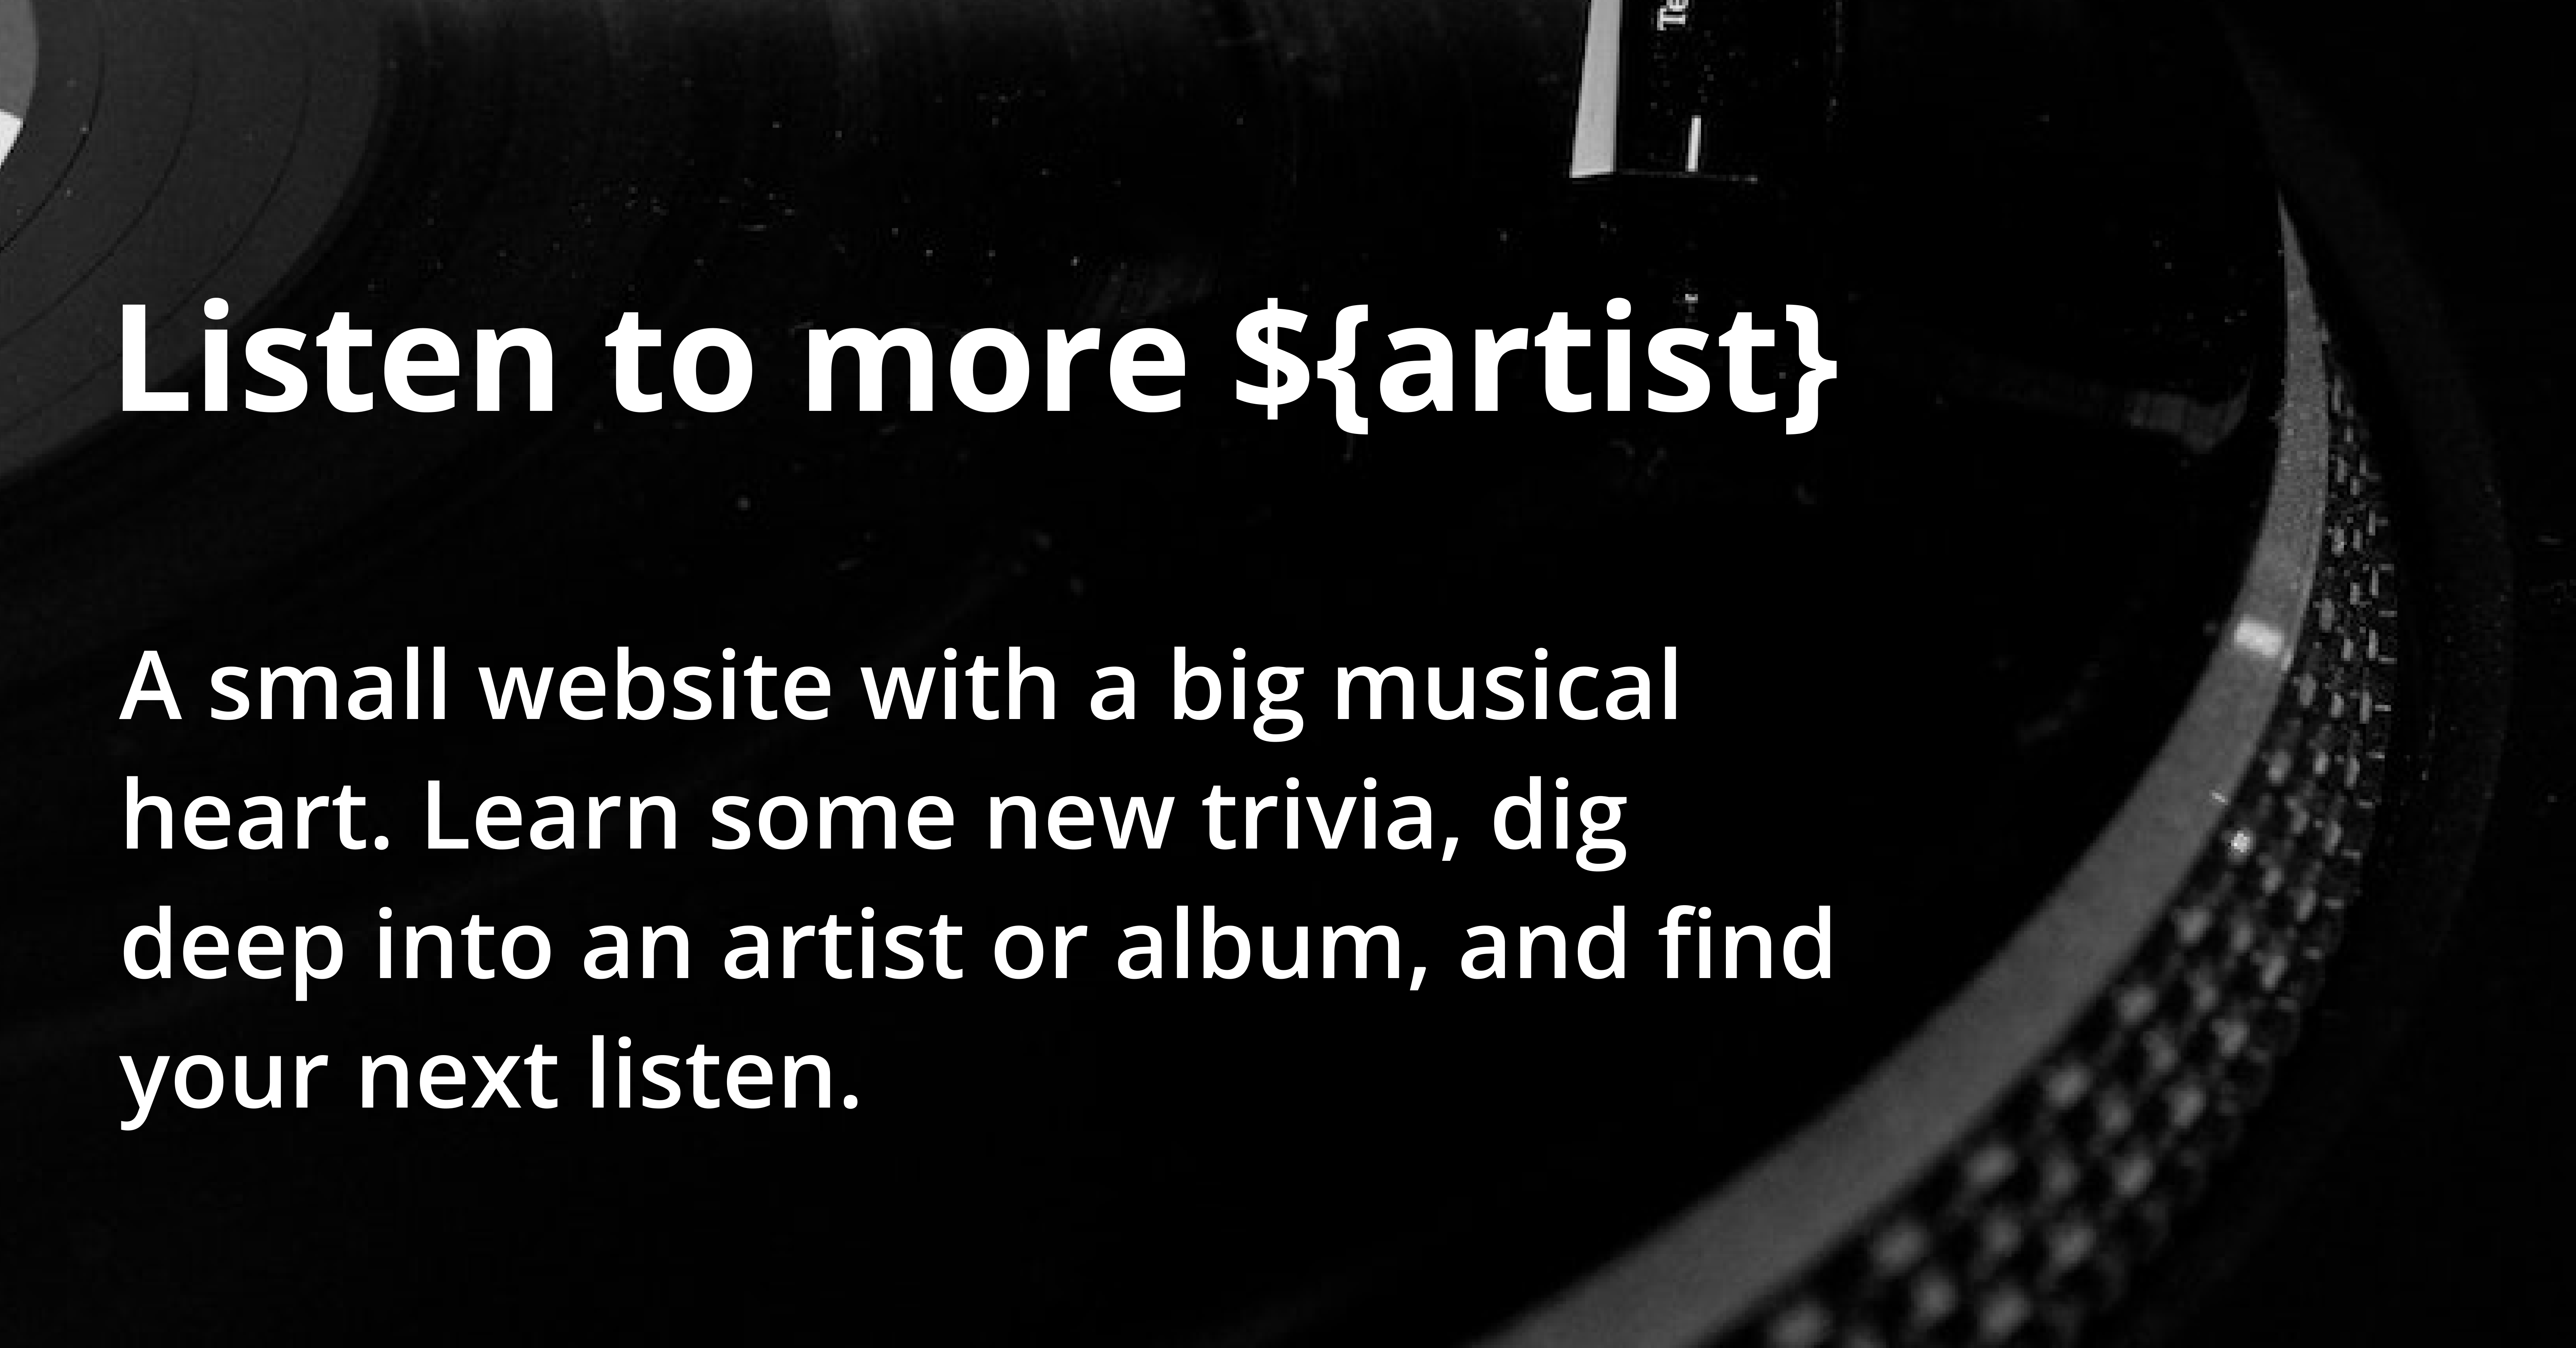 Listen to more ${artist}
A small website with a big musical
heart. Learn some new trivia, dig
deep into an artist or album, and find
your next listen.